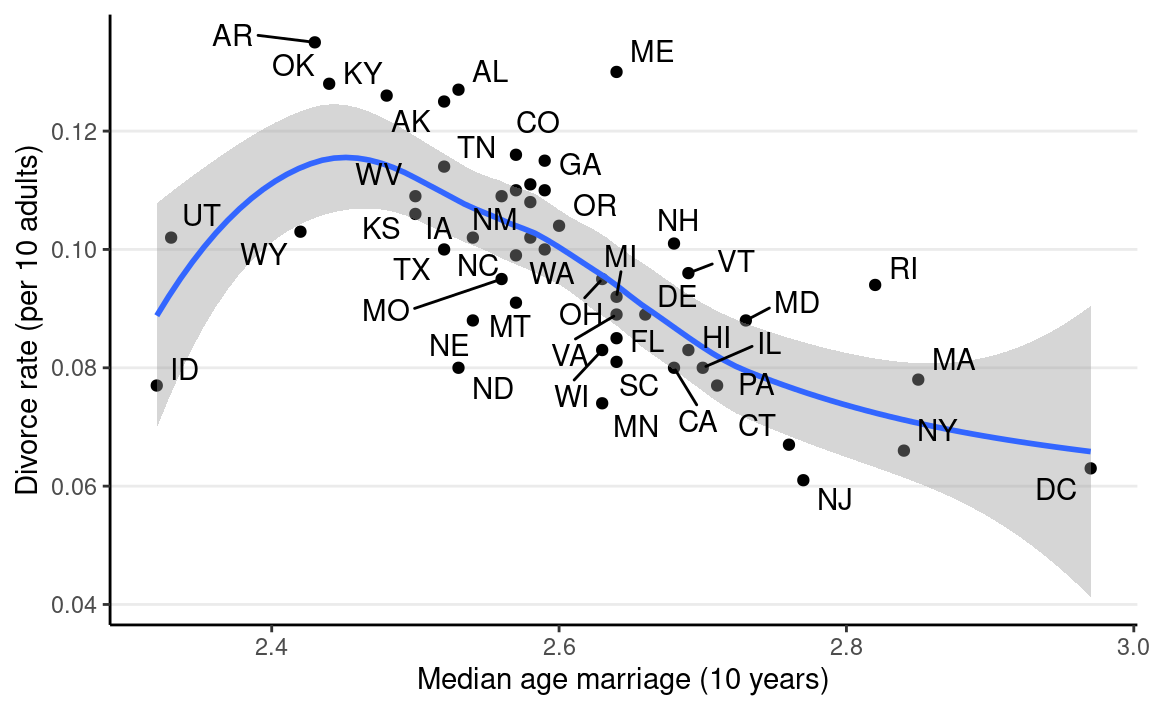 AR
ME
OK
KY
AL
AK
CO
TN
GA
WV
UT
OR
NM
KS
IA
NH
WY
MI
VT
TX
NC
WA
RI
MO
DE
MD
OH
MT
HI
IL
NE
FL
VA
ID
MA
ND
SC
PA
WI
MN
CA
CT
NY
DC
NJ
0.12
0.10
0.08
0.06
0.04
2.4
2.6
2.8
3.0
Median age marriage (10 years)
Divorce rate (per 10 adults)